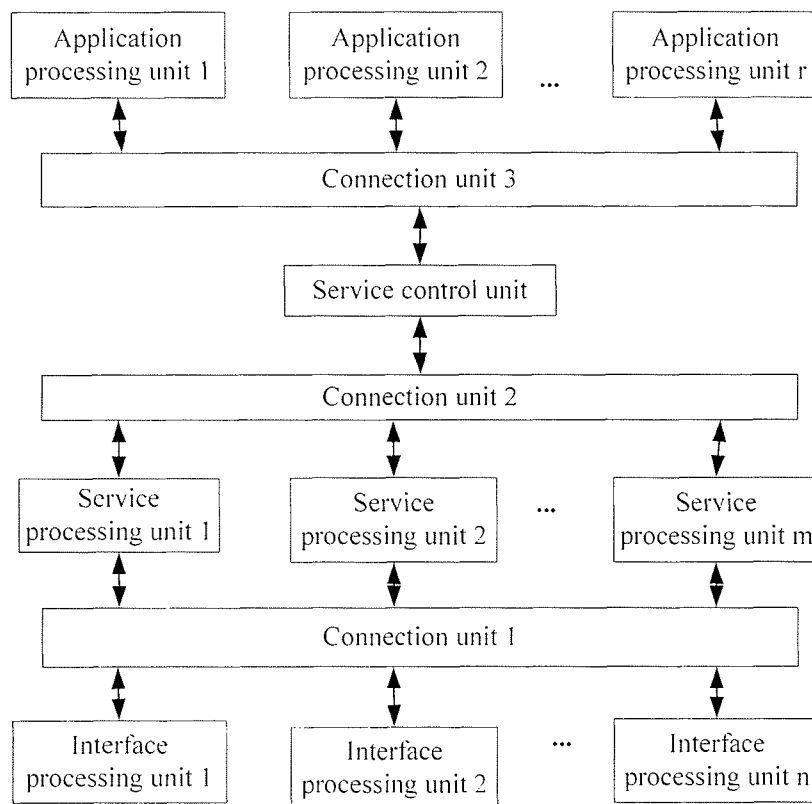 Application
processing unit 1
Application
processing unit 2
...
Application
processing unit r
Connection unit 3
Service control unit
Connection unit 2
Service
processing unit 1
Service
processing unit 2
...
Service
processing unit m
Connection unit 1
Interface
processing unit 1
Interface
processing unit 2
...
Interface
processing unit n